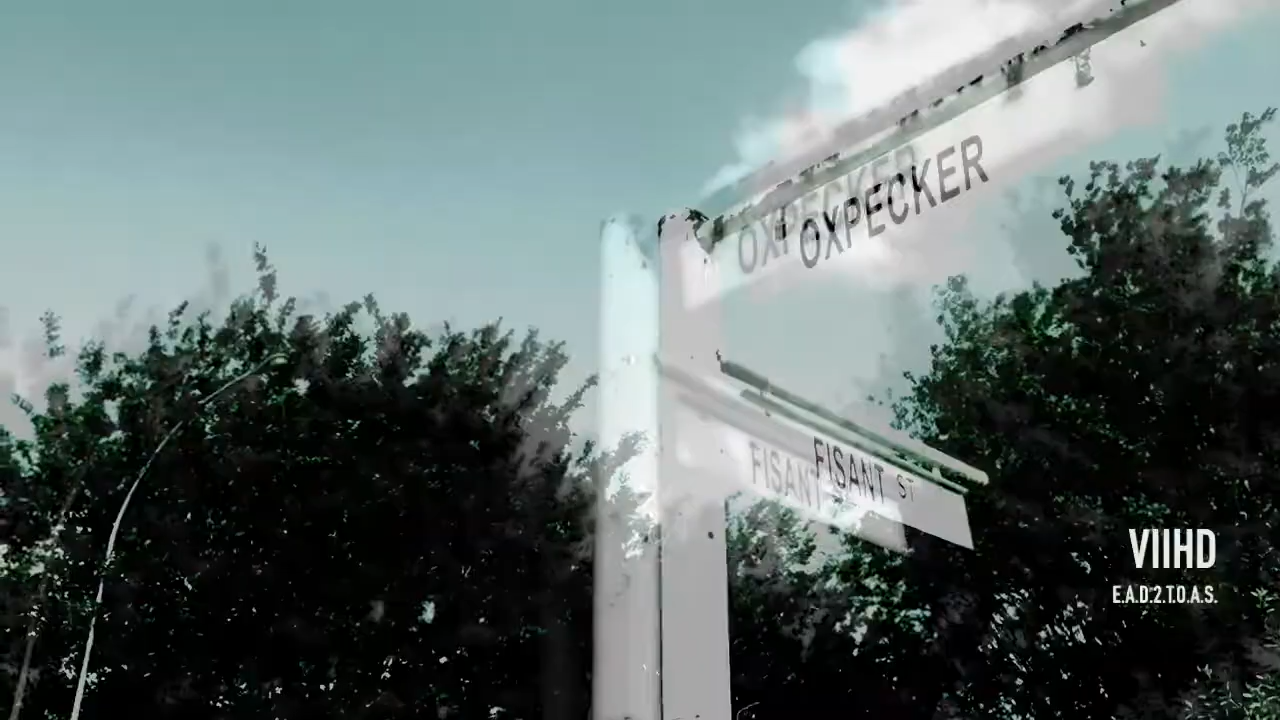 OXPECKER
OXPECKER
FISANT
FISANT ST
VIIHD
E.A.D.2.T.O.A.S.